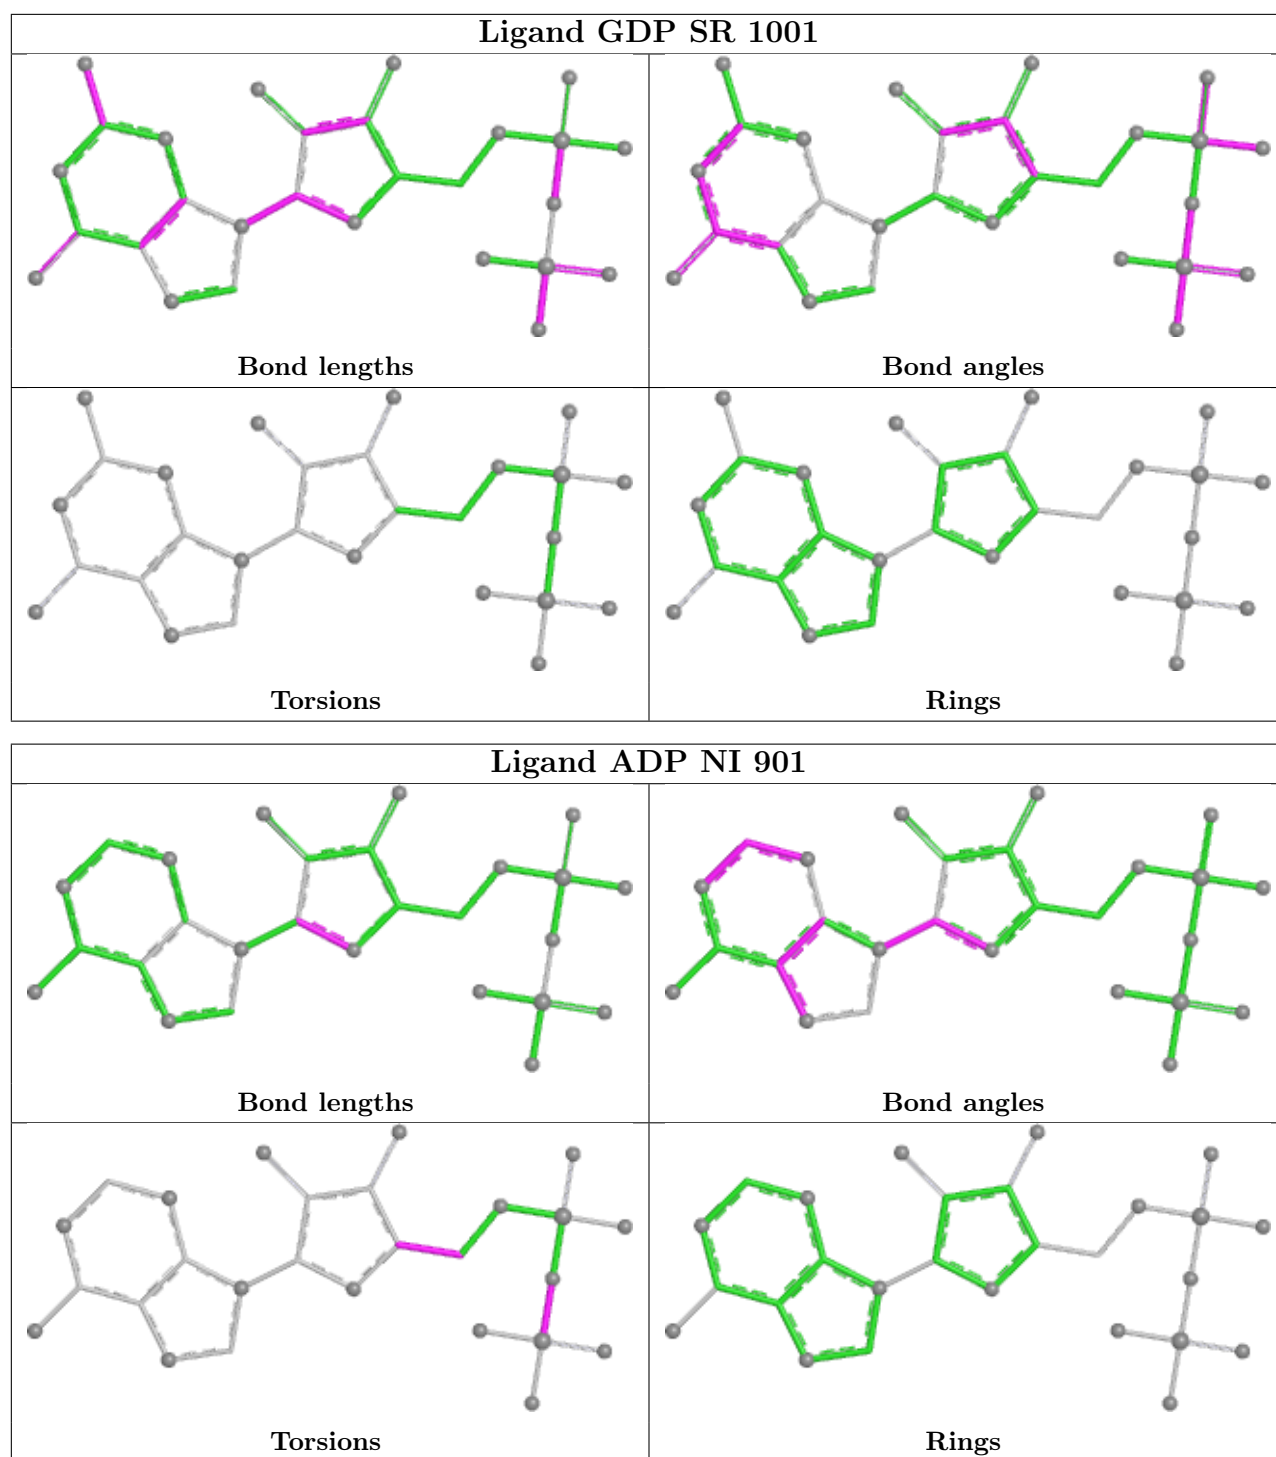 Ligand GDP SR 1001
Bond lengths
Bond angles
Torsions
Rings
Ligand ADP NI 901
Bond lengths
Bond angles
Torsions
Rings